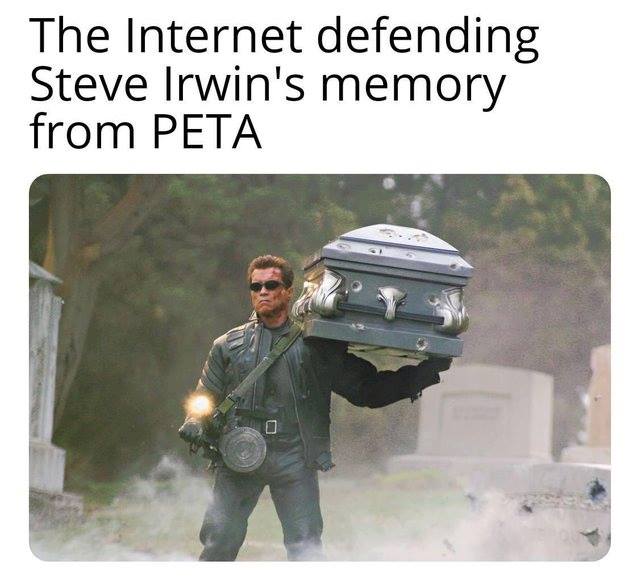 The Internet defending
Steve Irwin's memory
from PETA